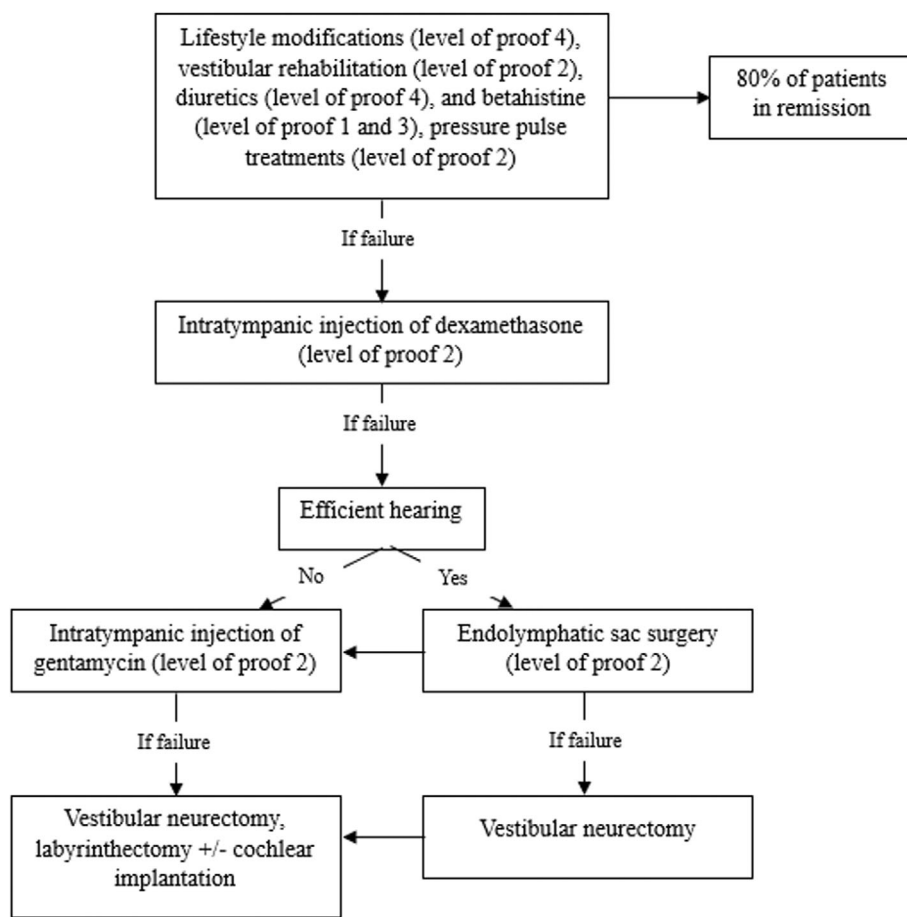 Lifestyle modifications (level of proof 4),
vestibular rehabilitation (level of proof 2),
diuretics (level of proof 4), and betahistine
(level of proof 1 and 3), pressure pulse
treatments (level of proof 2)
80% of patients
in remission
If failure
Intratympanic injection of dexamethasone
(level of proof 2)
If failure
Efficient hearing
No
Yes
Intratympanic injection of
gentamycin (level of proof 2)
Endolymphatic sac surgery
(level of proof 2)
If failure
If failure
Vestibular neurectomy,
labyrinthectomy +/- cochlear
implantation
Vestibular neurectomy